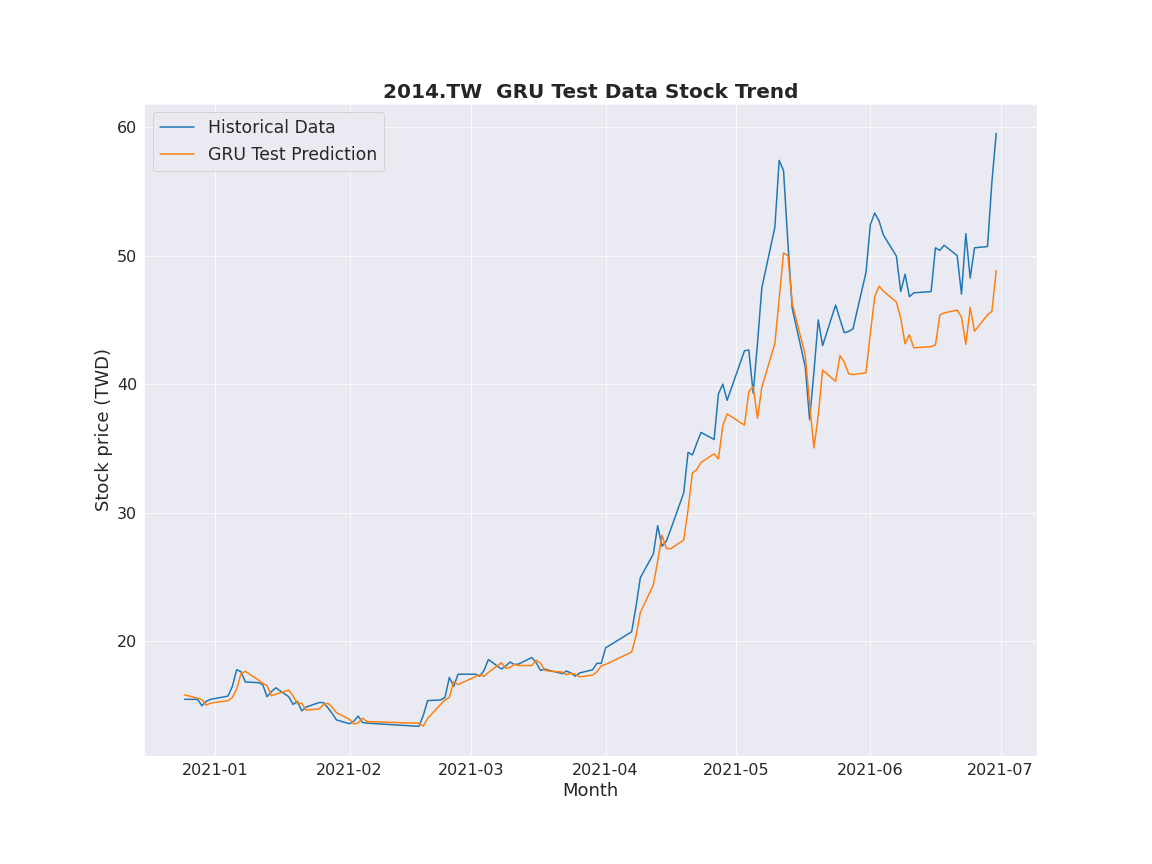 2014.TW  GRU Test Data Stock Trend
Historical Data
GRU Test Prediction
60
50
40
30
20
Stock price (TWD)
2021-01 2021-02 2021-03 2021-04 2021-05 2021-06 2021-07
Month